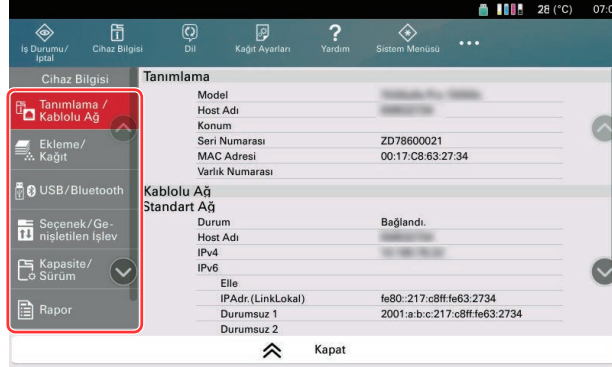 28 (°C) 07:0
İş Durumu/
İptal
Cihaz Bilgisi
Dil
Kağıt Ayarları
Yardım
Sistem Menüsü
Cihaz Bilgisi
Tanımlama /
Kablolu Ağ
Ekleme/
Kağıt
USB/Bluetooth
Seçenek/Ge-
nişletilen İşlev
Kapasite/
Sürüm
Rapor
Tanımlama
Model
Host Adı
Konum
Seri Numarası ZD78600021
MAC Adresi 00:17:C8:63:27:34
Varlık Numarası
Kablolu Ağ
Standart Ağ
Durum Bağlandı.
Host Adı
IPv4
IPv6
Elle
IPAdr.(LinkLokal) fe80::217:c8ff:fe63:2734
Durumsuz 1 2001:a:b:c:217:c8ff:fe63:2734
Durumsuz 2
Kapat